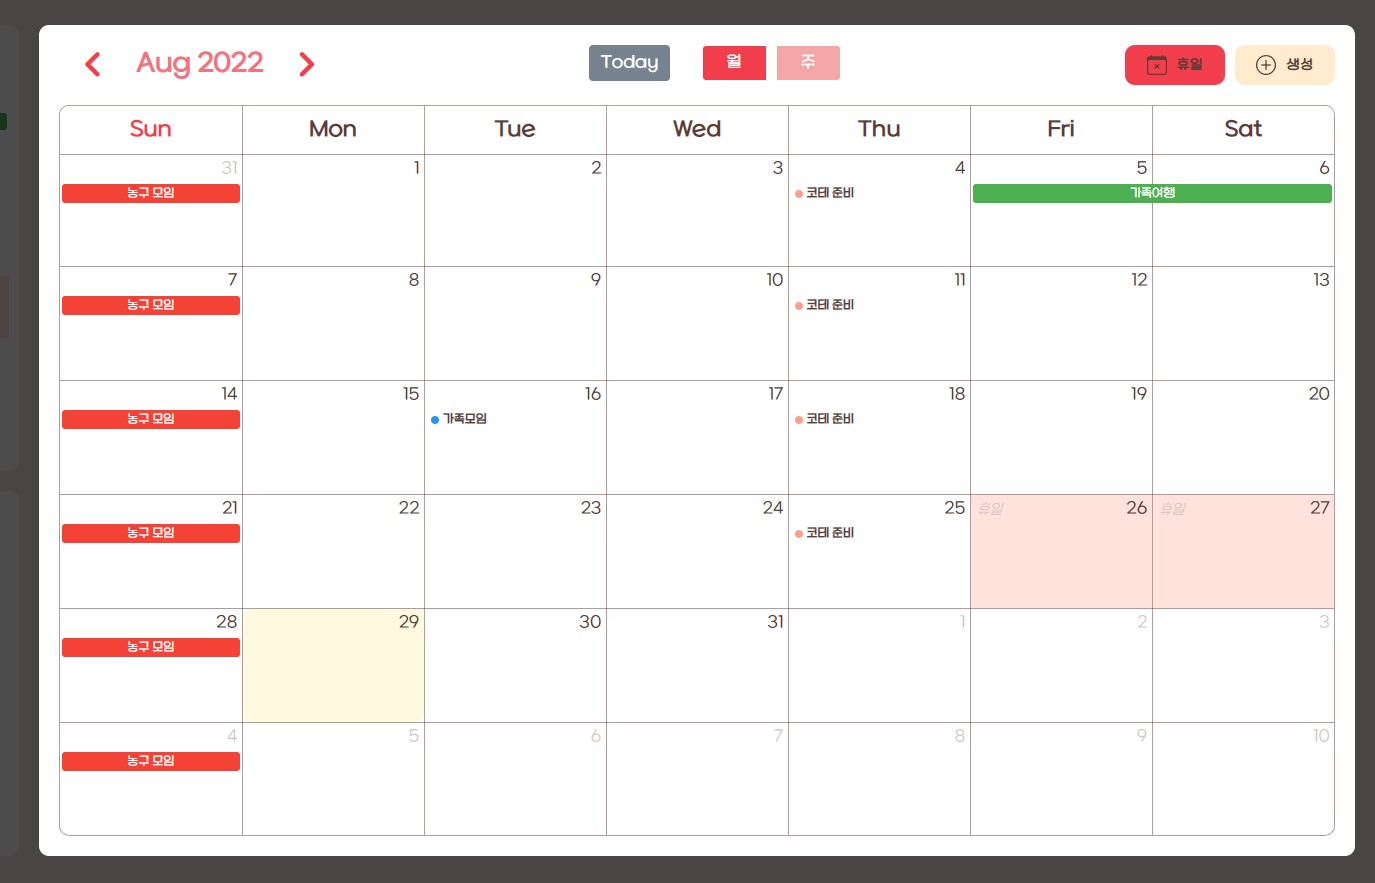 Aug 2022
Today 월 주
휴일 생성
Sun Mon Tue Wed Thu Fri Sat
31 1 2 3 4 5 6
농구 모임 코테 준비 가족여행
7 8 9 10 11 12 13
농구 모임 코테 준비
14 15 16 17 18 19 20
농구 모임 가족모임 코테 준비
21 22 23 24 25 휴일 26 휴일 27
농구 모임 코테 준비
28 29 30 31 1 2 3
농구 모임
4 5 6 7 8 9 10
농구 모임